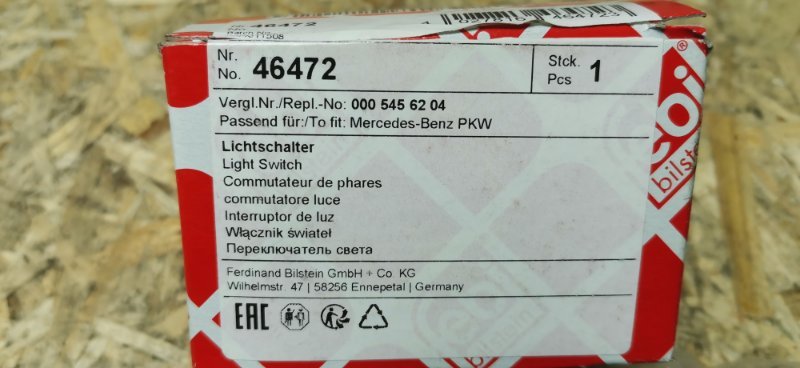 46472
Nr.
No. 46472
Stck.
Pcs 1
Vergl.Nr./Repl.-No: 000 545 62 04
Passend für:/To fit: Mercedes-Benz PKW
Lichtschalter
Light Switch
Commutateur de phares
commutatore luce
Interruptor de luz
Włącznik świateł
Переключатель света
Ferdinand Bilstein GmbH + Co. KG
Wilhelmstr. 47 | 58256 Ennepetal | Germany
EAC
bilstein